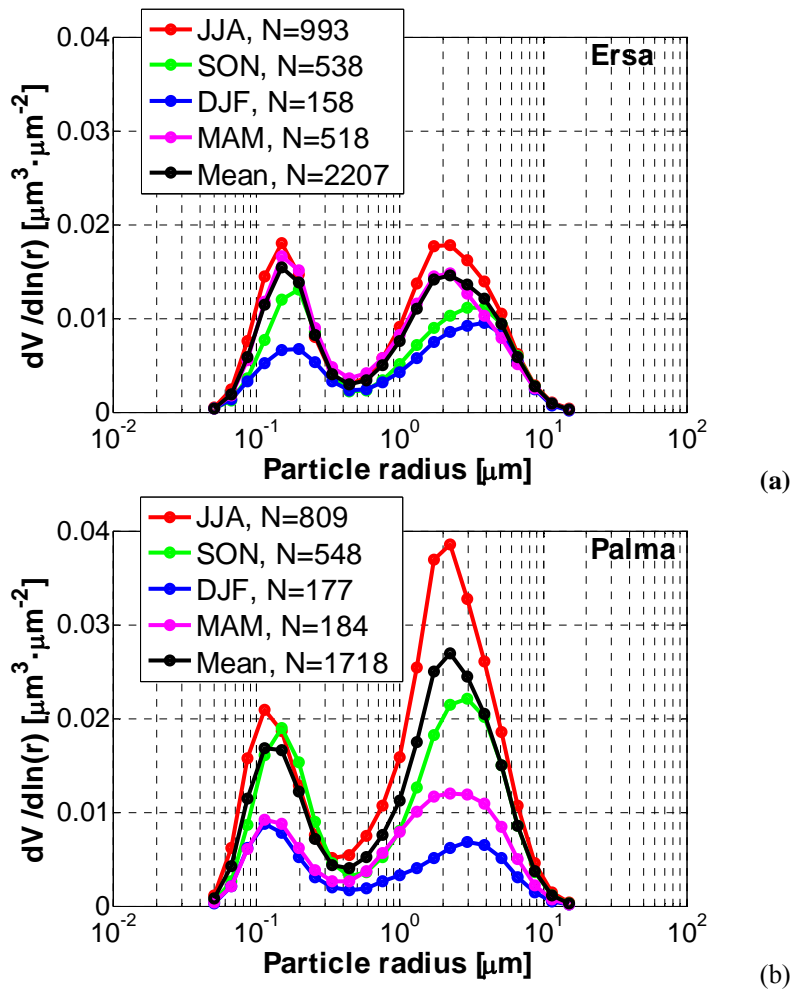 0.04
0.03
0.02
0.01
0
dV/dln(r) [µm³·µm⁻²]
JJA, N=993
SON, N=538
DJF, N=158
MAM, N=518
Mean, N=2207
Ersa
10⁻² 10⁻¹ 10⁰ 10¹ 10²
Particle radius [µm]
(a)
0.04
0.03
0.02
0.01
0
dV/dln(r) [µm³·µm⁻²]
JJA, N=809
SON, N=548
DJF, N=177
MAM, N=184
Mean, N=1718
Palma
10⁻² 10⁻¹ 10⁰ 10¹ 10²
Particle radius [µm]
(b)